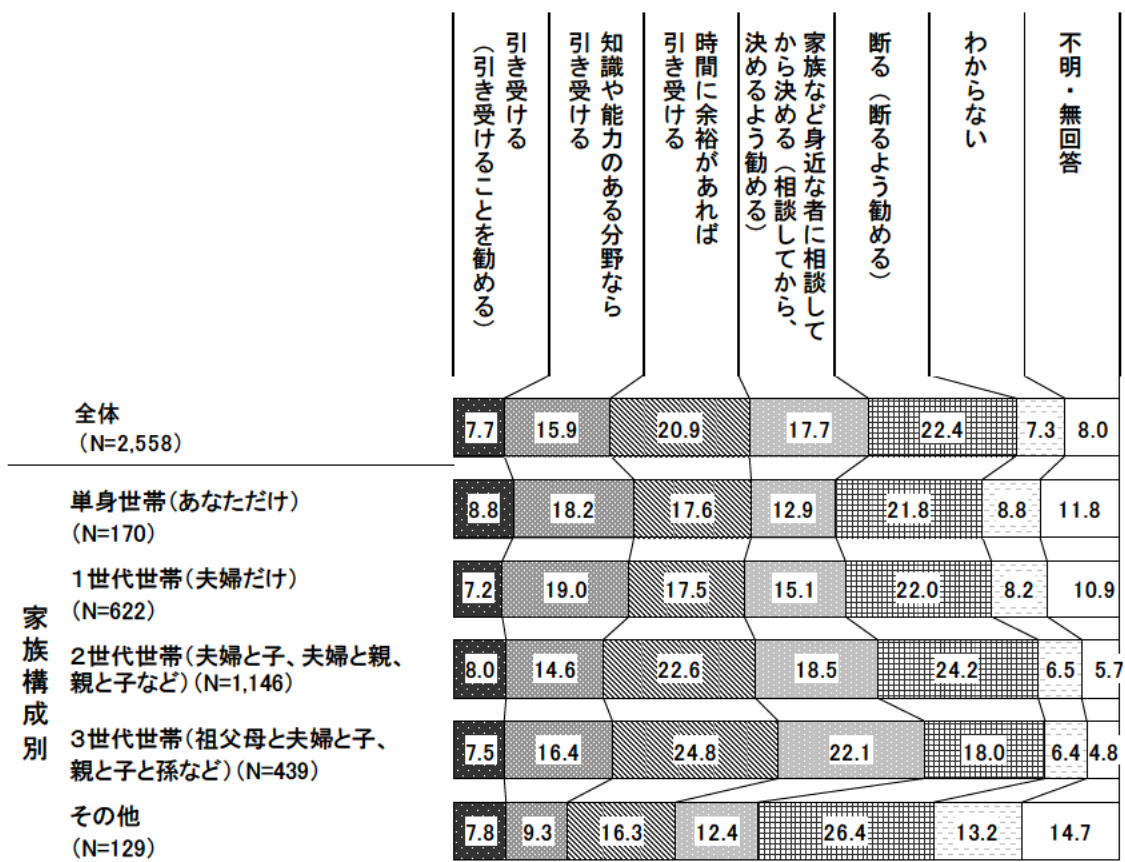 引き受ける
（引き受けることを勧める）
知識や能力のある分野なら
引き受ける
時間に余裕があれば
引き受ける
家族など身近な者に相談して
から決める（相談してから、
決めるよう勧める）
断る（断るよう勧める）
わからない
不明・無回答
全体
（N=2,558）
7.7 15.9 20.9 17.7 22.4 7.3 8.0
家族構成別
単身世帯（あなただけ）
（N=170）
8.8 18.2 17.6 12.9 21.8 8.8 11.8
１世代世帯（夫婦だけ）
（N=622）
7.2 19.0 17.5 15.1 22.0 8.2 10.9
２世代世帯（夫婦と子、夫婦と親、
親と子など）（N=1,146）
8.0 14.6 22.6 18.5 24.2 6.5 5.7
３世代世帯（祖父母と夫婦と子、
親と子と孫など）（N=439）
7.5 16.4 24.8 22.1 18.0 6.4 4.8
その他
（N=129）
7.8 9.3 16.3 12.4 26.4 13.2 14.7